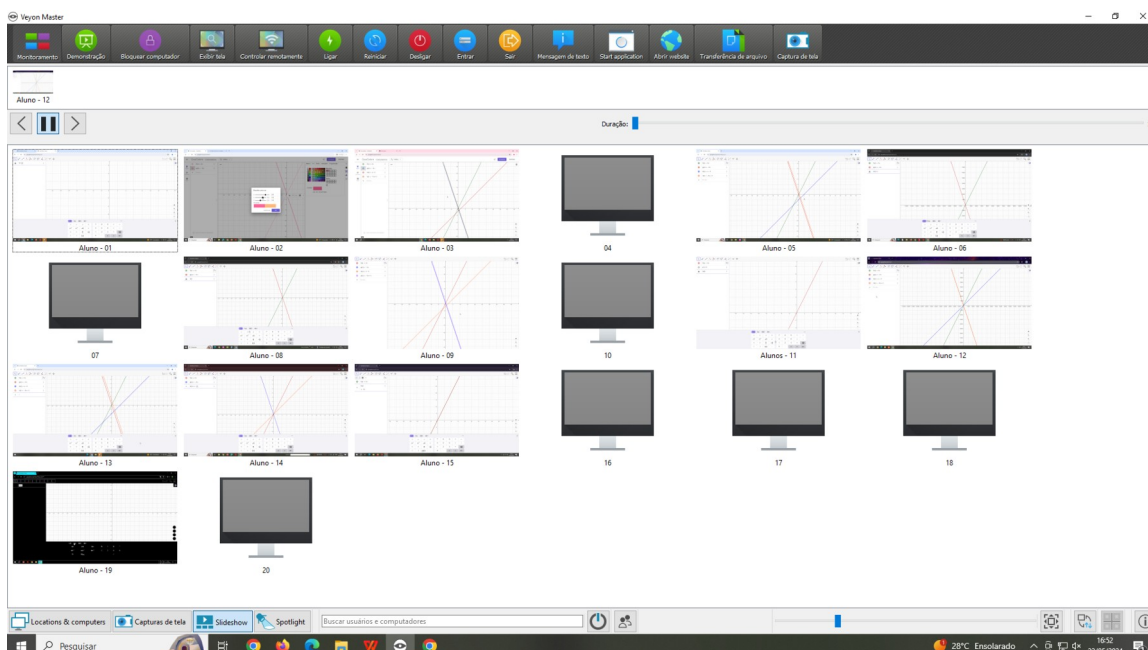 Veyon Master
Monitoramento Demonstração Bloquear computador Exibir tela Controlar remotamente Ligar Reiniciar Desligar Entrar Sair Mensagem de texto Start application Abrir website Transferência de arquivo Captura de tela
Aluno - 12
Duração:
Aluno - 01 Aluno - 02 Aluno - 03 04 Aluno - 05 Aluno - 06
07 Aluno - 08 Aluno - 09 10 Alunos - 11 Aluno - 12
Aluno - 13 Aluno - 14 Aluno - 15 16 17 18
Aluno - 19 20
Locations & computers Capturas de tela Slideshow Spotlight Buscar usuários e computadores
Pesquisar 28°C Ensolarado 16:52